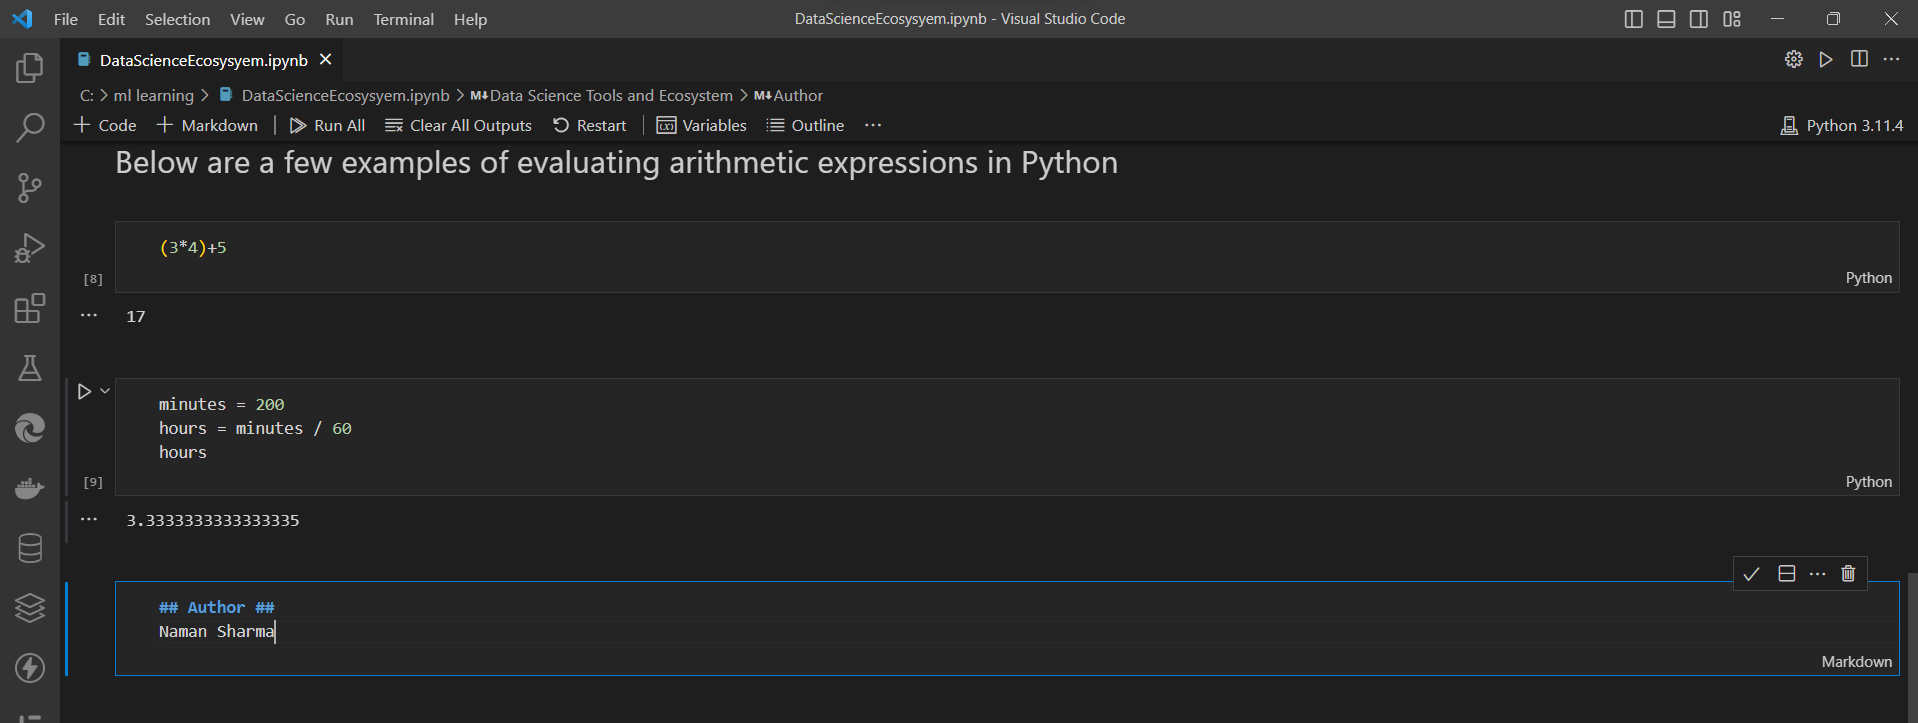 File Edit Selection View Go Run Terminal Help
DataScienceEcosysyem.ipynb - Visual Studio Code
DataScienceEcosysyem.ipynb
C: > ml learning > DataScienceEcosysyem.ipynb > M↓Data Science Tools and Ecosystem > M↓Author
+ Code + Markdown | Run All Clear All Outputs Restart | Variables Outline ···
Python 3.11.4
Below are a few examples of evaluating arithmetic expressions in Python
(3*4)+5
[8]
Python
17
minutes = 200
hours = minutes / 60
hours
[9]
Python
3.3333333333333335
## Author ##
Naman Sharma
Markdown